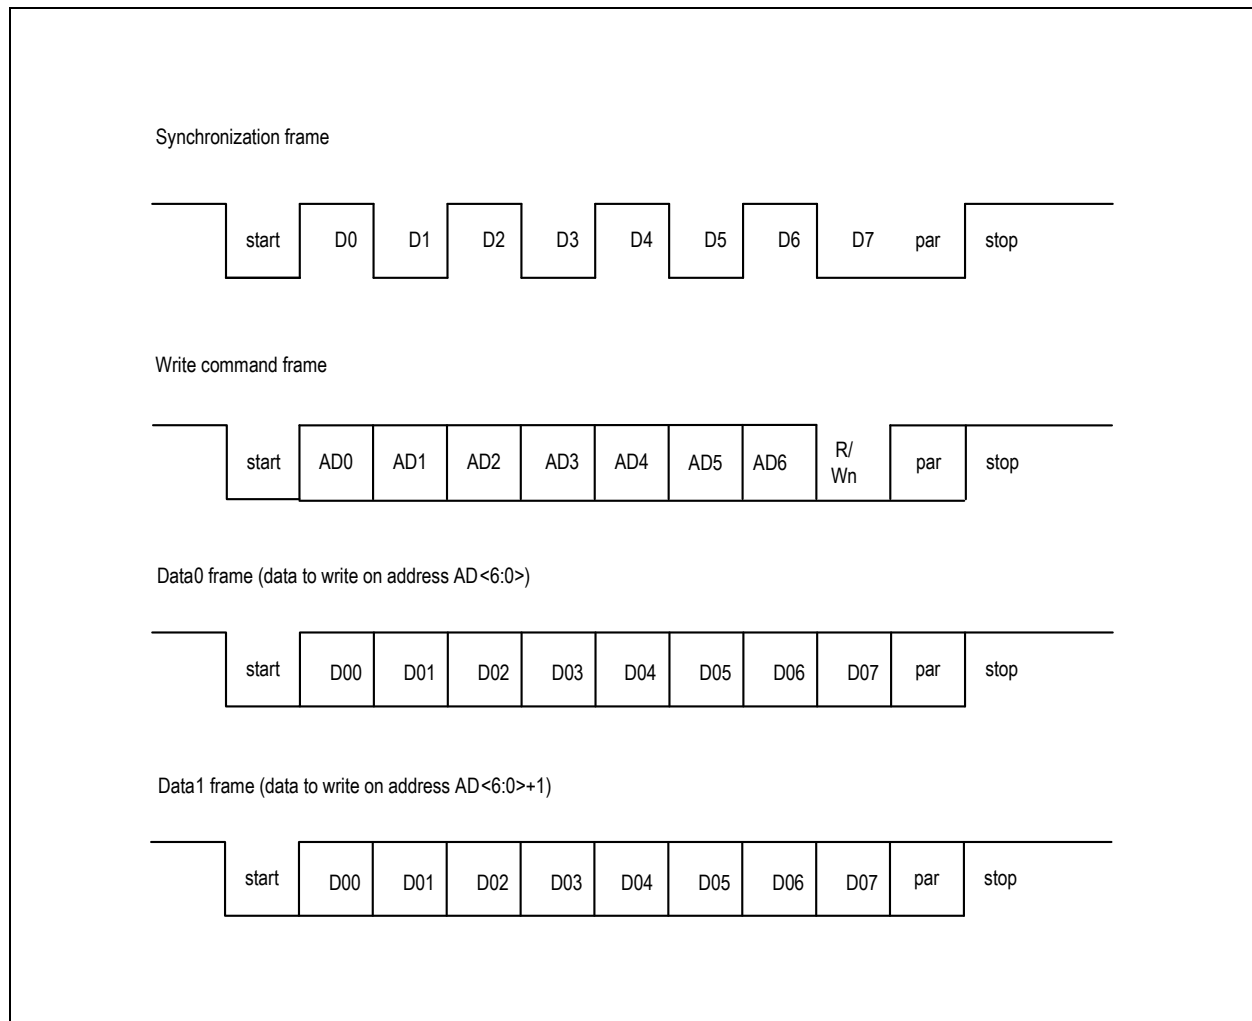 Synchronization frame
start D0 D1 D2 D3 D4 D5 D6 D7 par stop
Write command frame
start AD0 AD1 AD2 AD3 AD4 AD5 AD6 R/ Wn par stop
Data0 frame (data to write on address AD<6:0>)
start D00 D01 D02 D03 D04 D05 D06 D07 par stop
Data1 frame (data to write on address AD<6:0>+1)
start D00 D01 D02 D03 D04 D05 D06 D07 par stop